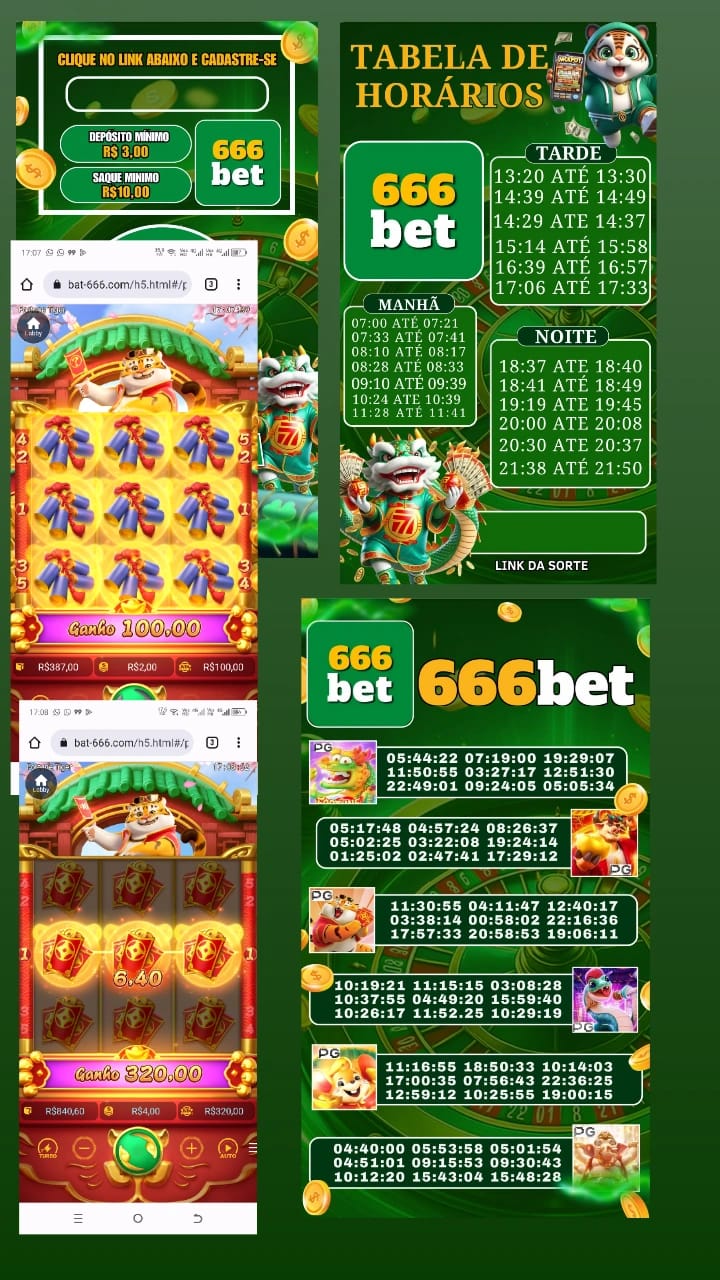 CLIQUE NO LINK ABAIXO E CADASTRE-SE
DEPÓSITO MÍNIMO
R$ 3,00
SAQUE MINIMO
R$10,00
666
bet
TABELA DE
HORÁRIOS
JACKPOT
666
bet
TARDE
13:20 ATÉ 13:30
14:39 ATÉ 14:49
14:29 ATÉ 14:37
15:14 ATÉ 15:58
16:39 ATÉ 16:57
17:06 ATÉ 17:33
MANHÃ
07:00 ATÉ 07:21
07:33 ATÉ 07:41
08:10 ATÉ 08:17
08:28 ATÉ 08:33
09:10 ATÉ 09:39
10:24 ATE 10:39
11:28 ATÉ 11:41
NOITE
18:37 ATÉ 18:40
18:41 ATÉ 18:49
19:19 ATE 19:45
20:00 ATE 20:08
20:30 ATE 20:37
21:38 ATÉ 21:50
LINK DA SORTE
17:07
bat-666.com/h5.html#/p
3
Lobby
4
2
5
2
1
1
3
5
3
4
Ganho 100,00
R$387,00
R$2,00
R$100,00
17:08
bat-666.com/h5.html#/p
3
Lobby
1
6,40
1
Ganho 320,00
R$840,60
R$4,00
R$320,00
TURBO
AUTO
666
bet
666bet
PG
05:44:22 07:19:00 19:29:07
11:50:55 03:27:17 12:51:30
22:49:01 09:24:05 05:05:34
05:17:48 04:57:24 08:26:37
05:02:25 03:22:08 19:24:14
01:25:02 02:47:41 17:29:12
PG
PG
11:30:55 04:11:47 12:40:17
03:38:14 00:58:02 22:16:36
17:57:33 20:58:53 19:06:11
10:19:21 11:15:15 03:08:28
10:37:55 04:49:20 15:59:40
10:26:17 11:52.25 10:29:19
PG
PG
11:16:55 18:50:33 10:14:03
17:00:35 07:56:43 22:36:25
12:59:12 10:25:55 19:00:15
PG
04:40:00 05:53:58 05:01:54
04:51:01 09:15:53 09:30:43
10:12:20 15:43:04 15:48:28